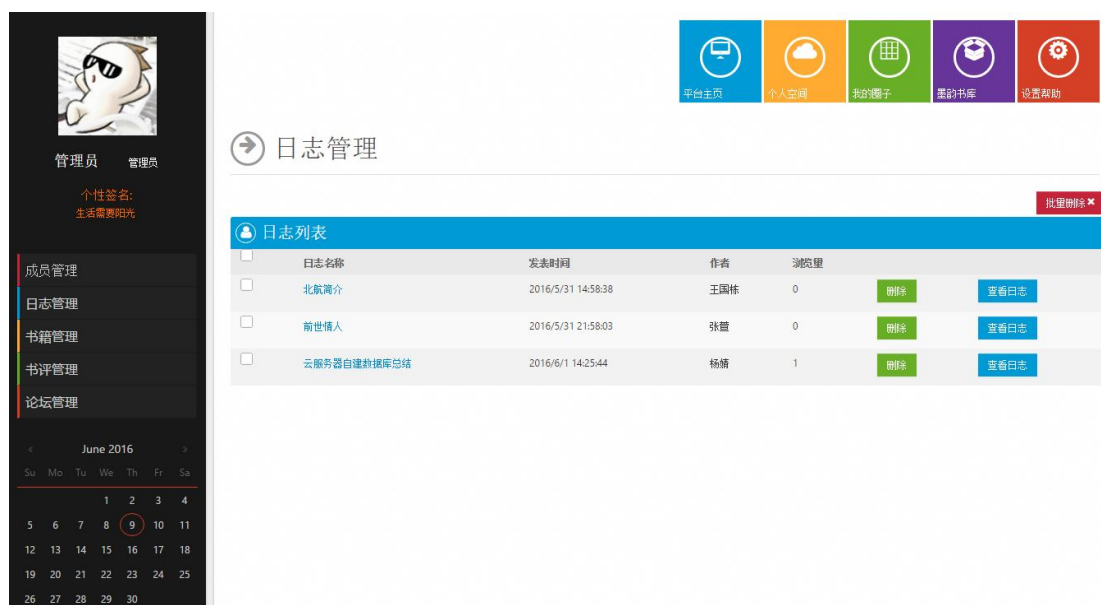 平台主页 个人空间 我的圈子 墨韵书库 设置帮助
管理员 管理员
个性签名:
生活需要阳光
成员管理
日志管理
书籍管理
书评管理
论坛管理
« June 2016 »
Su Mo Tu We Th Fr Sa
1 2 3 4
5 6 7 8 9 10 11
12 13 14 15 16 17 18
19 20 21 22 23 24 25
26 27 28 29 30
日志管理
批量删除✖
日志列表
日志名称 发表时间 作者 浏览量
北航简介 2016/5/31 14:58:38 王国栋 0 删除 查看日志
前世情人 2016/5/31 21:58:03 张萱 0 删除 查看日志
云服务器自建数据库总结 2016/6/1 14:25:44 杨婧 1 删除 查看日志